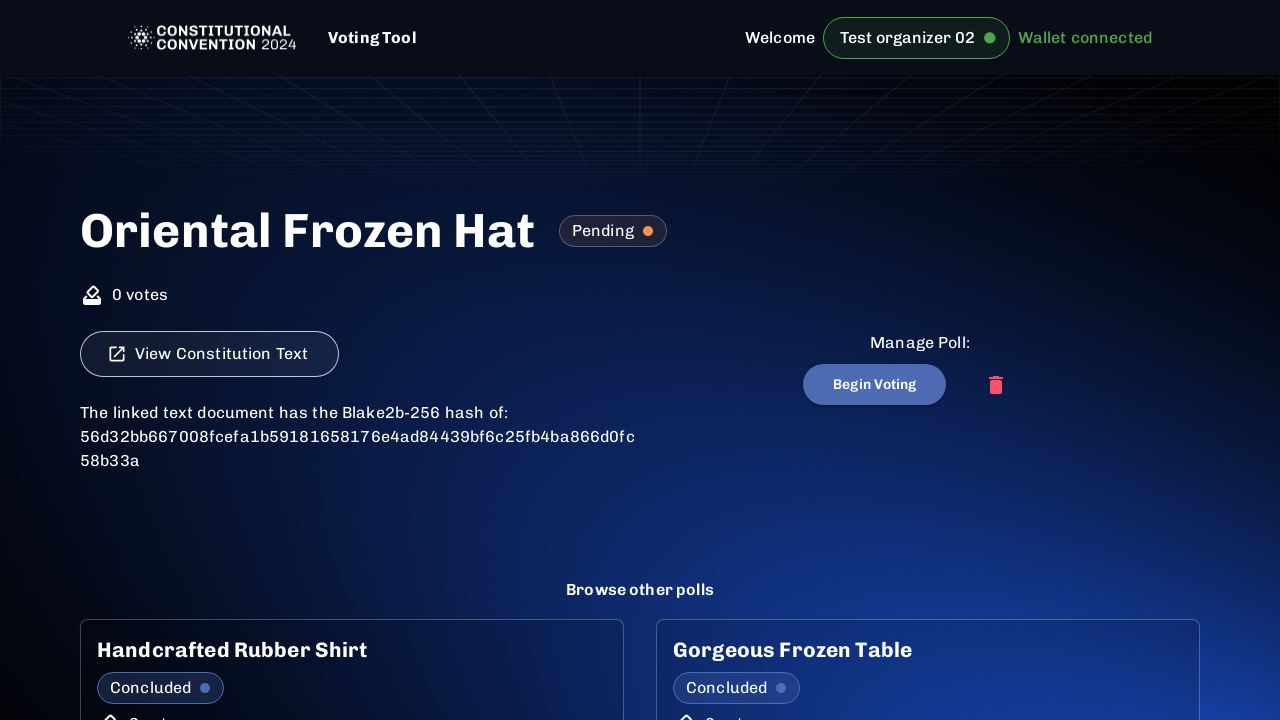 CONSTITUTIONAL
CONVENTION 2024
Voting Tool
Welcome
Test organizer 02
Wallet connected
Oriental Frozen Hat
Pending
0 votes
View Constitution Text
Manage Poll:
Begin Voting
The linked text document has the Blake2b-256 hash of:
56d32bb667008fcefa1b59181658176e4ad84439bf6c25fb4ba866d0fc
58b33a
Browse other polls
Handcrafted Rubber Shirt
Concluded
Gorgeous Frozen Table
Concluded